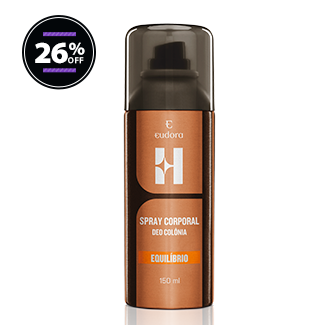 26%
OFF
E
eudora
H
SPRAY CORPORAL
DEO COLÔNIA
EQUILÍBRIO
150 ml